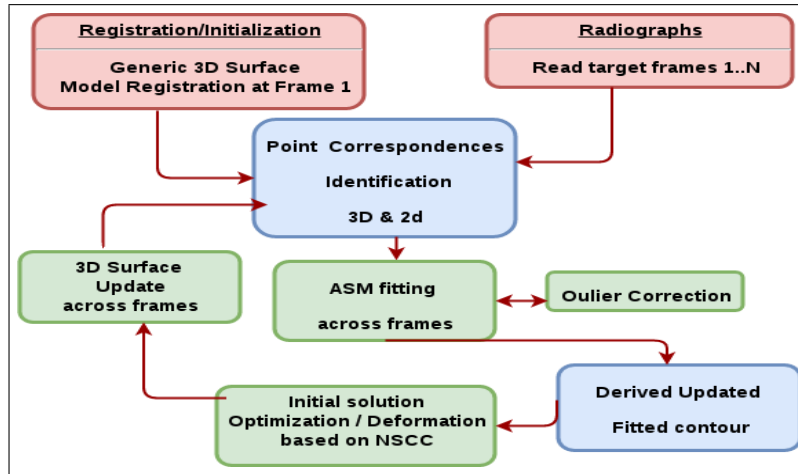 Registration/Initialization
Generic 3D Surface
Model Registration at Frame 1
Radiographs
Read target frames 1..N
Point Correspondences
Identification
3D & 2d
3D Surface
Update
across frames
ASM fitting
across frames
Oulier Correction
Initial solution
Optimization / Deformation
based on NSCC
Derived Updated
Fitted contour